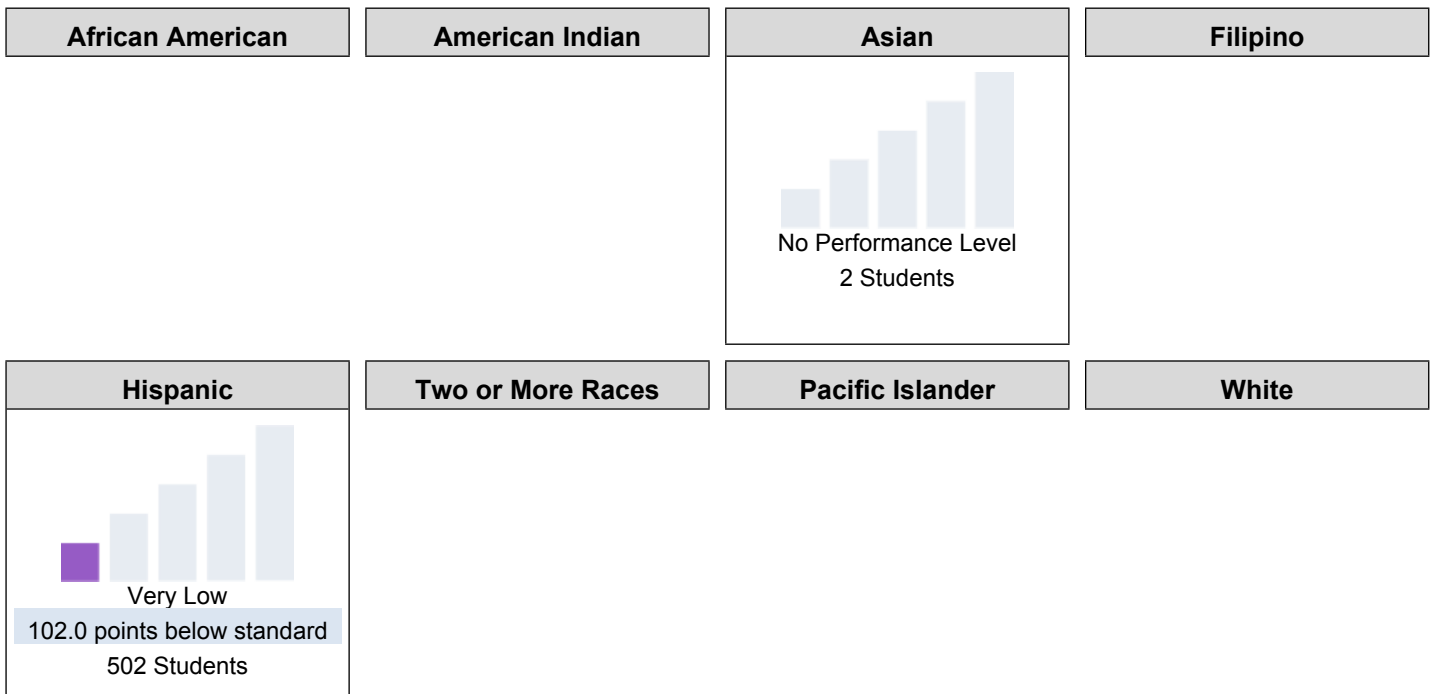 African American
American Indian
Asian
Filipino
No Performance Level
2 Students
Hispanic
Two or More Races
Pacific Islander
White
Very Low
102.0 points below standard
502 Students